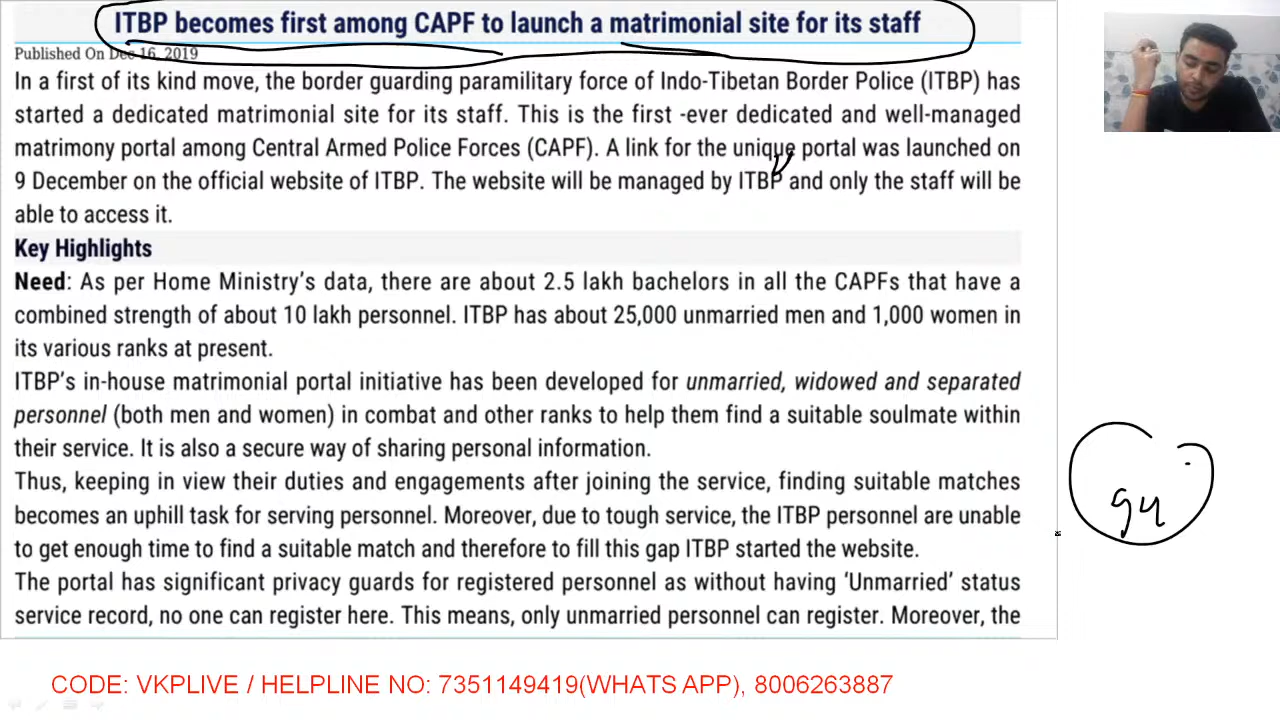 ITBP becomes first among CAPF to launch a matrimonial site for its staff
Published On Dec 16, 2019
In a first of its kind move, the border guarding paramilitary force of Indo-Tibetan Border Police (ITBP) has
started a dedicated matrimonial site for its staff. This is the first -ever dedicated and well-managed
matrimony portal among Central Armed Police Forces (CAPF). A link for the unique portal was launched on
9 December on the official website of ITBP. The website will be managed by ITBP and only the staff will be
able to access it.
Key Highlights
Need: As per Home Ministry's data, there are about 2.5 lakh bachelors in all the CAPFs that have a
combined strength of about 10 lakh personnel. ITBP has about 25,000 unmarried men and 1,000 women in
its various ranks at present.
ITBP's in-house matrimonial portal initiative has been developed for unmarried, widowed and separated
personnel (both men and women) in combat and other ranks to help them find a suitable soulmate within
their service. It is also a secure way of sharing personal information.
Thus, keeping in view their duties and engagements after joining the service, finding suitable matches
becomes an uphill task for serving personnel. Moreover, due to tough service, the ITBP personnel are unable
to get enough time to find a suitable match and therefore to fill this gap ITBP started the website.
The portal has significant privacy guards for registered personnel as without having 'Unmarried' status
service record, no one can register here. This means, only unmarried personnel can register. Moreover, the
CODE: VKPLIVE / HELPLINE NO: 7351149419(WHATS APP), 8006263887